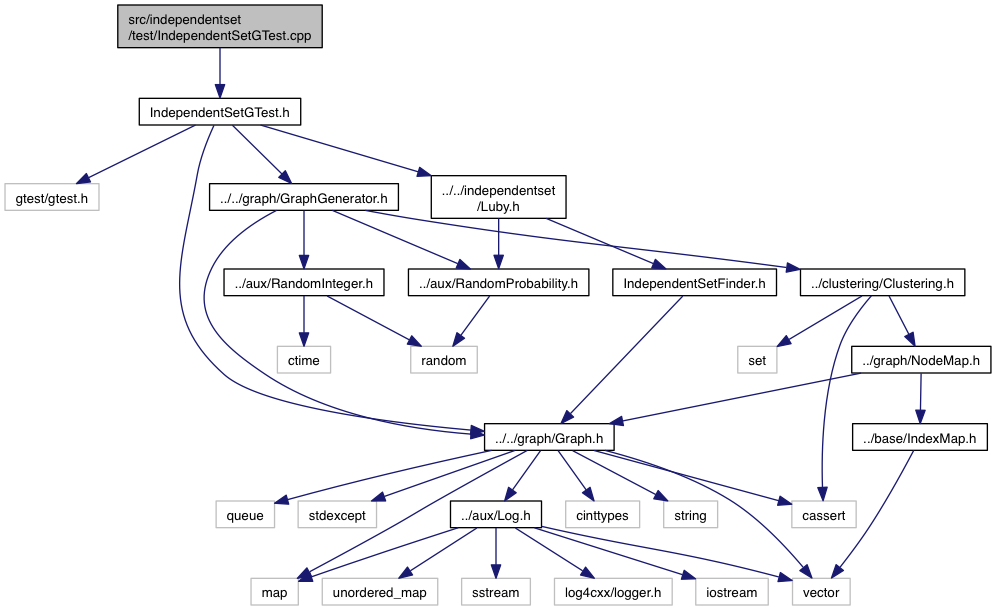 src/independentset
/test/IndependentSetGTest.cpp
IndependentSetGTest.h
gtest/gtest.h
../../graph/GraphGenerator.h
../../independentset
/Luby.h
../aux/RandomInteger.h
../aux/RandomProbability.h
IndependentSetFinder.h
../clustering/Clustering.h
ctime
random
set
../graph/NodeMap.h
../../graph/Graph.h
../base/IndexMap.h
queue
stdexcept
../aux/Log.h
cinttypes
string
cassert
map
unordered_map
sstream
log4cxx/logger.h
iostream
vector